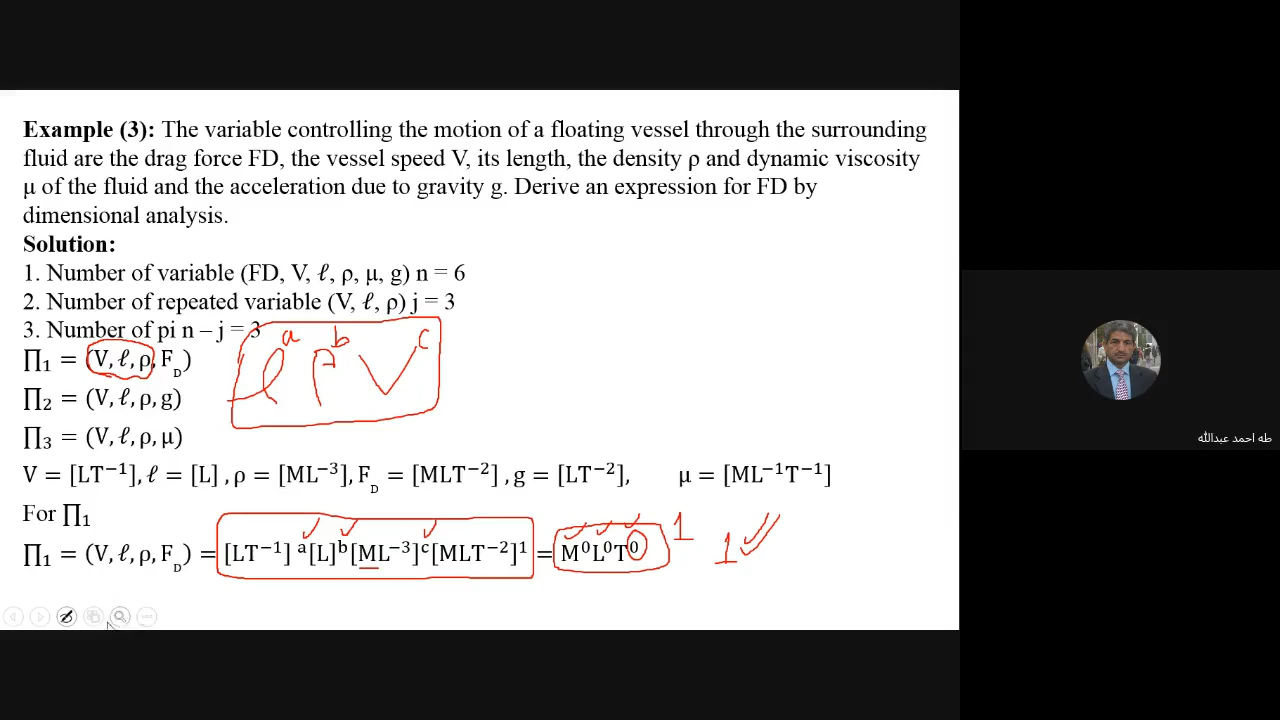 Example (3): The variable controlling the motion of a floating vessel through the surrounding
fluid are the drag force FD, the vessel speed V, its length, the density ρ and dynamic viscosity
μ of the fluid and the acceleration due to gravity g. Derive an expression for FD by
dimensional analysis.
Solution:
1. Number of variable (FD, V, ℓ, ρ, μ, g) n = 6
2. Number of repeated variable (V, ℓ, ρ) j = 3
3. Number of pi n – j = 3
∏₁ = (V, ℓ, ρ, F_D)
ℓᵃ ρᵇ Vᶜ
∏₂ = (V, ℓ, ρ, g)
∏₃ = (V, ℓ, ρ, μ)
V = [LT⁻¹], ℓ = [L] , ρ = [ML⁻³], F_D = [MLT⁻²] , g = [LT⁻²], μ = [ML⁻¹T⁻¹]
For ∏₁
∏₁ = (V, ℓ, ρ, F_D) = [LT⁻¹]ᵃ[L]ᵇ[ML⁻³]ᶜ[MLT⁻²]¹ = M⁰L⁰T⁰ 1 1
طه احمد عبدالله